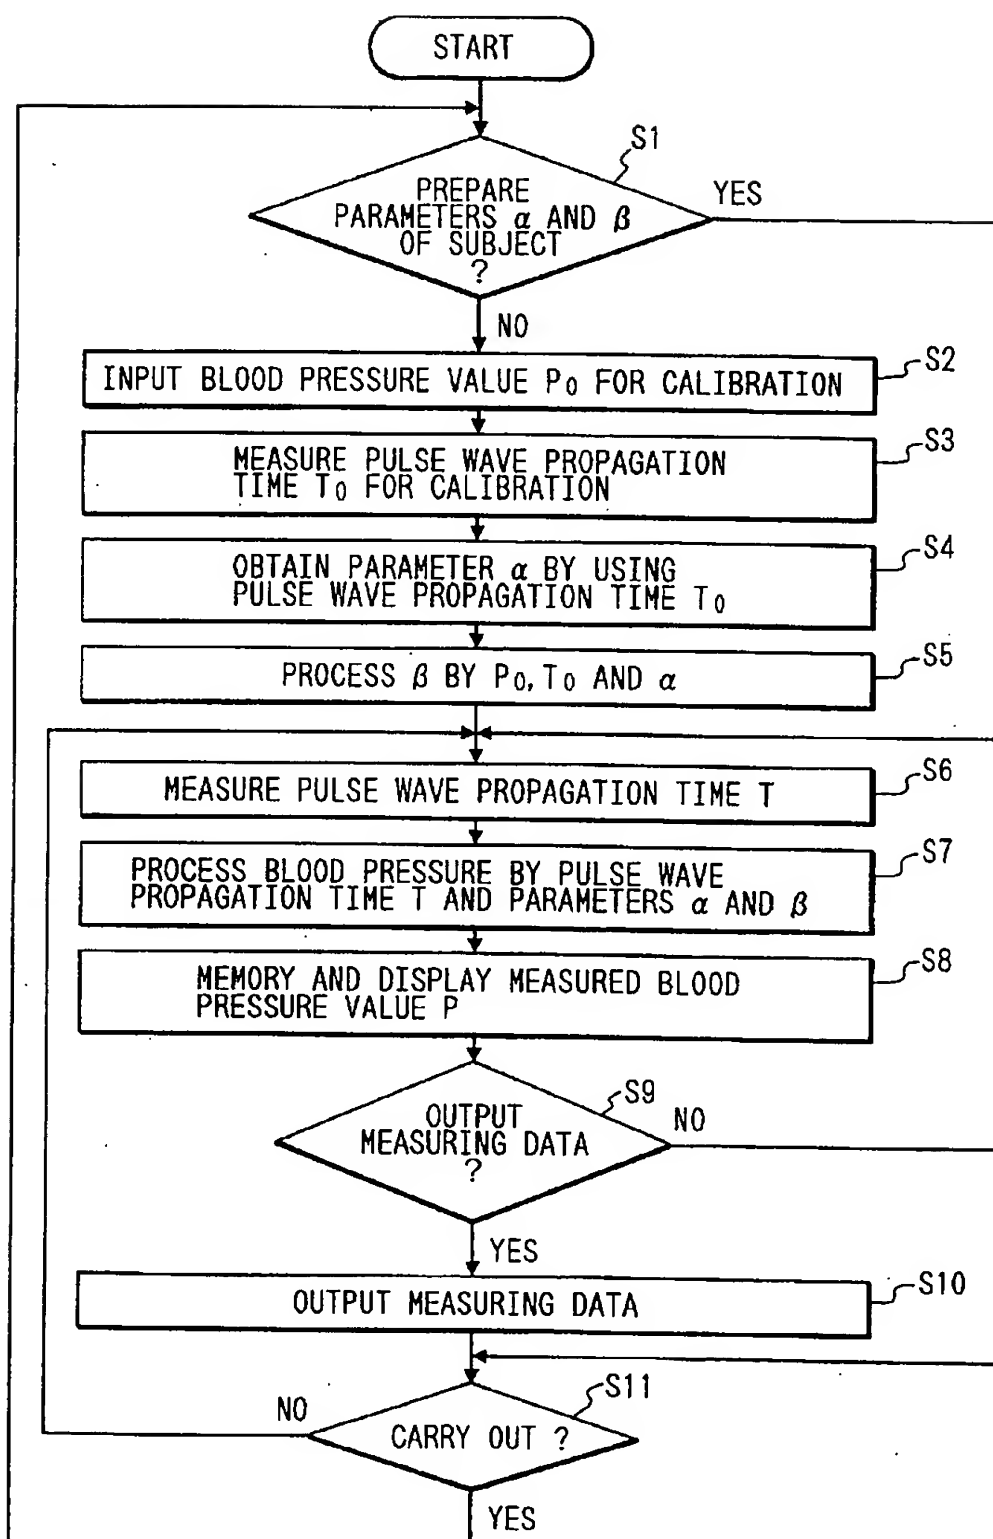 START
S1
PREPARE
PARAMETERS α AND β
OF SUBJECT
?
YES
NO
S2
INPUT BLOOD PRESSURE VALUE P0 FOR CALIBRATION
S3
MEASURE PULSE WAVE PROPAGATION
TIME T0 FOR CALIBRATION
S4
OBTAIN PARAMETER α BY USING
PULSE WAVE PROPAGATION TIME T0
S5
PROCESS β BY P0, T0 AND α
S6
MEASURE PULSE WAVE PROPAGATION TIME T
S7
PROCESS BLOOD PRESSURE BY PULSE WAVE
PROPAGATION TIME T AND PARAMETERS α AND β
S8
MEMORY AND DISPLAY MEASURED BLOOD
PRESSURE VALUE P
S9
OUTPUT
MEASURING DATA
?
NO
YES
S10
OUTPUT MEASURING DATA
S11
NO
CARRY OUT ?
YES